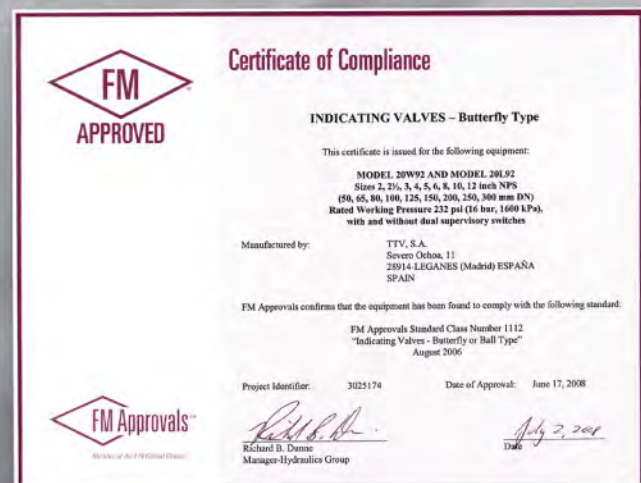 FM
APPROVED
Certificate of Compliance
INDICATING VALVES – Butterfly Type
This certificate is issued for the following equipment:
MODEL 20W92 AND MODEL 20L92
Sizes 2, 2½, 3, 4, 5, 6, 8, 10, 12 inch NPS
(50, 65, 80, 100, 125, 150, 200, 250, 300 mm DN)
Rated Working Pressure 232 psi (16 bar, 1600 kPa),
with and without dual supervisory switches
Manufactured by: TTV, S.A.
Severo Ochoa, 11
28914-LEGANES (Madrid) ESPAÑA
SPAIN
FM Approvals confirms that the equipment has been found to comply with the following standard:
FM Approvals Standard Class Number 1112
"Indicating Valves - Butterfly or Ball Type"
August 2006
Project Identifier: 3025174 Date of Approval: June 17, 2008
FM Approvals
Member of the FM Global Group
Richard B. Dunne
Manager-Hydraulics Group
July 2, 2008
Date